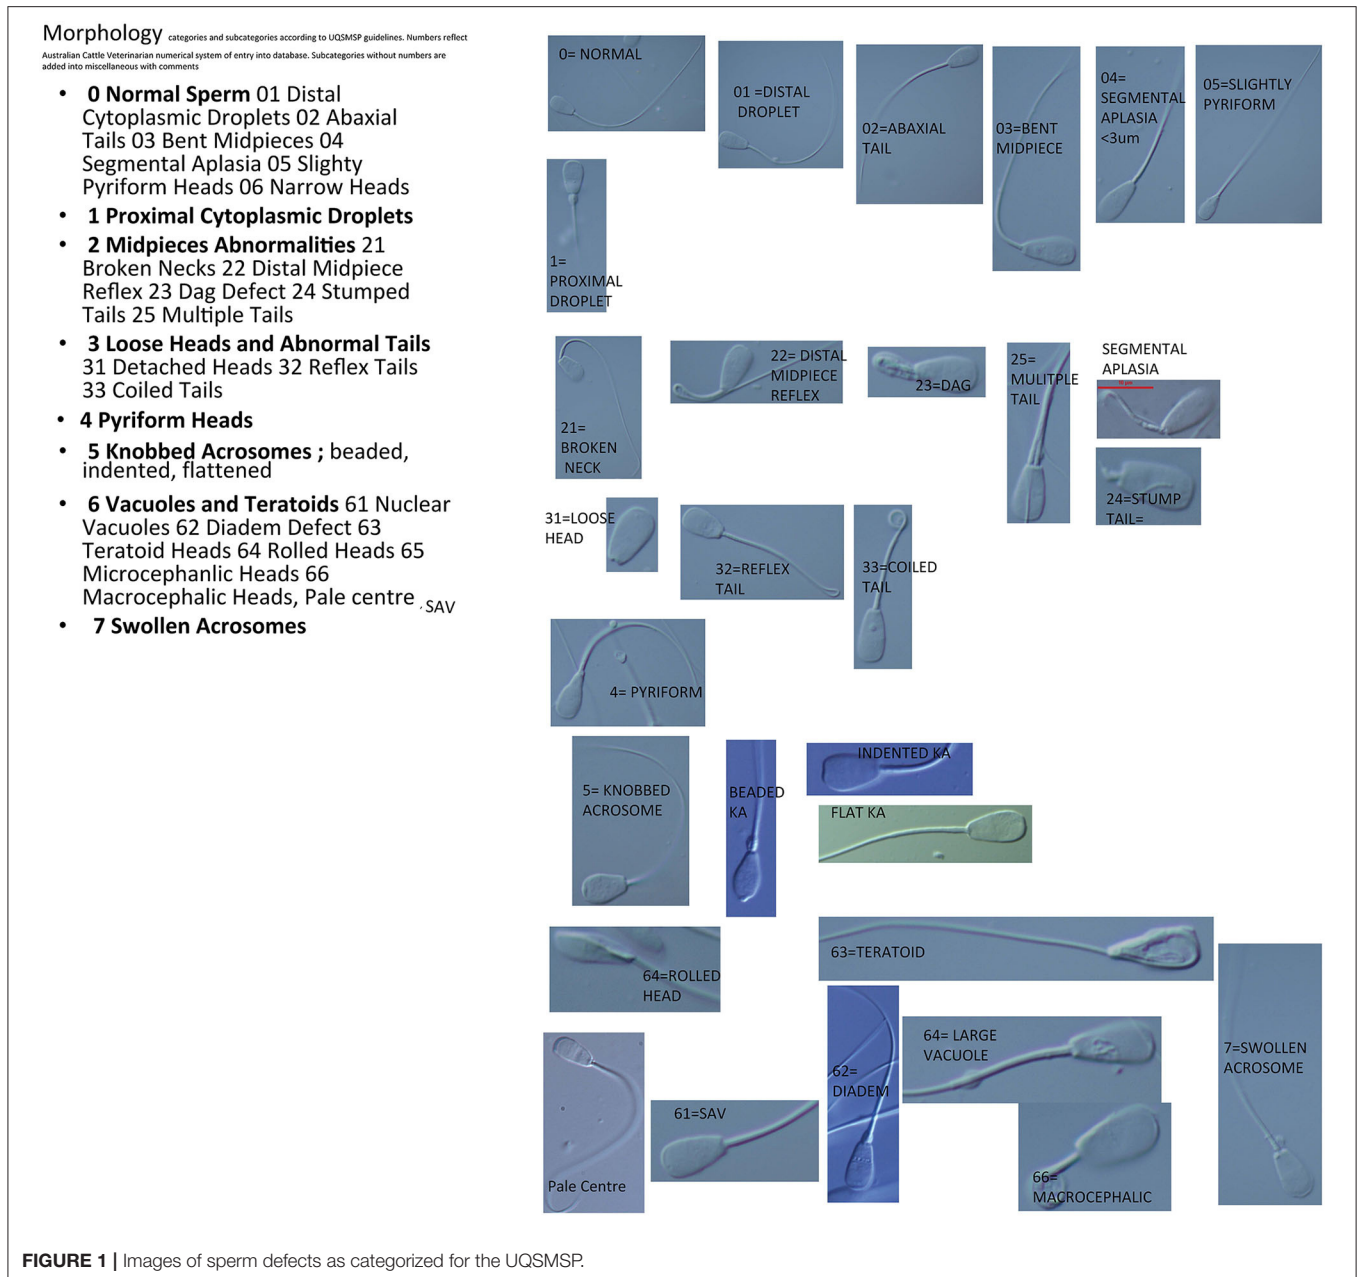 Morphology categories and subcategories according to UQSMSP guidelines. Numbers reflect
Australian Cattle Veterinarian numerical system of entry into database. Subcategories without numbers are
added into miscellaneous with comments
• 0 Normal Sperm 01 Distal
Cytoplasmic Droplets 02 Abaxial
Tails 03 Bent Midpieces 04
Segmental Aplasia 05 Slighty
Pyriform Heads 06 Narrow Heads
• 1 Proximal Cytoplasmic Droplets
• 2 Midpieces Abnormalities 21
Broken Necks 22 Distal Midpiece
Reflex 23 Dag Defect 24 Stumped
Tails 25 Multiple Tails
• 3 Loose Heads and Abnormal Tails
31 Detached Heads 32 Reflex Tails
33 Coiled Tails
• 4 Pyriform Heads
• 5 Knobbed Acrosomes ; beaded,
indented, flattened
• 6 Vacuoles and Teratoids 61 Nuclear
Vacuoles 62 Diadem Defect 63
Teratoid Heads 64 Rolled Heads 65
Microcephanlic Heads 66
Macrocephalic Heads, Pale centre , SAV
• 7 Swollen Acrosomes
0= NORMAL
01 =DISTAL
DROPLET
02=ABAXIAL
TAIL
03=BENT
MIDPIECE
04=
SEGMENTAL
APLASIA
<3um
05=SLIGHTLY
PYRIFORM
1=
PROXIMAL
DROPLET
21=
BROKEN
NECK
22= DISTAL
MIDPIECE
REFLEX
23=DAG
25=
MULITPLE
TAIL
SEGMENTAL
APLASIA
24=STUMP
TAIL=
31=LOOSE
HEAD
32=REFLEX
TAIL
33=COILED
TAIL
4= PYRIFORM
5= KNOBBED
ACROSOME
BEADED
KA
INDENTED KA
FLAT KA
64=ROLLED
HEAD
63=TERATOID
Pale Centre
61=SAV
62=
DIADEM
64= LARGE
VACUOLE
66=
MACROCEPHALIC
7=SWOLLEN
ACROSOME
FIGURE 1 | Images of sperm defects as categorized for the UQSMSP.